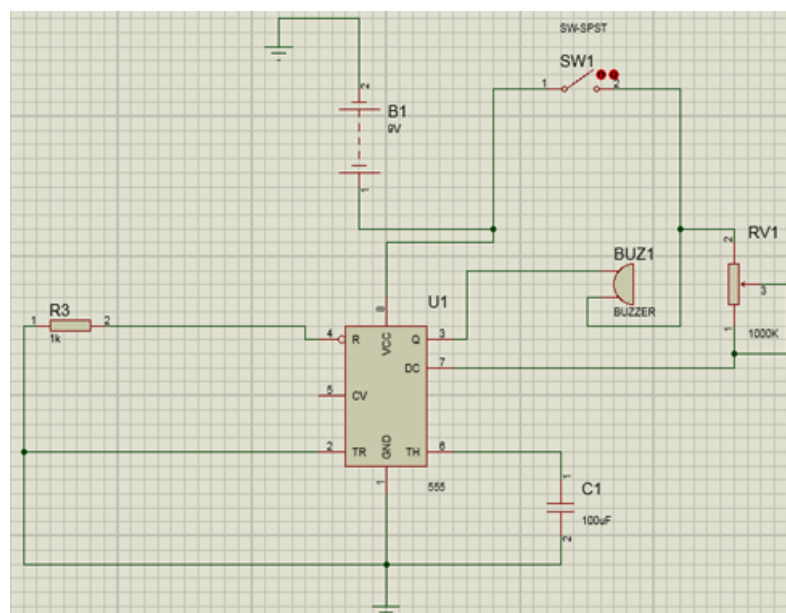 SW-SPST
SW1
1
2
2
B1
9V
1
RV1
2
3
1
1000K
BUZ1
BUZZER
U1
R3
1
2
1k
8
4
R
VCC
Q
3
DC
7
5
CV
2
TR
GND
TH
6
1
555
1
C1
100uF
2